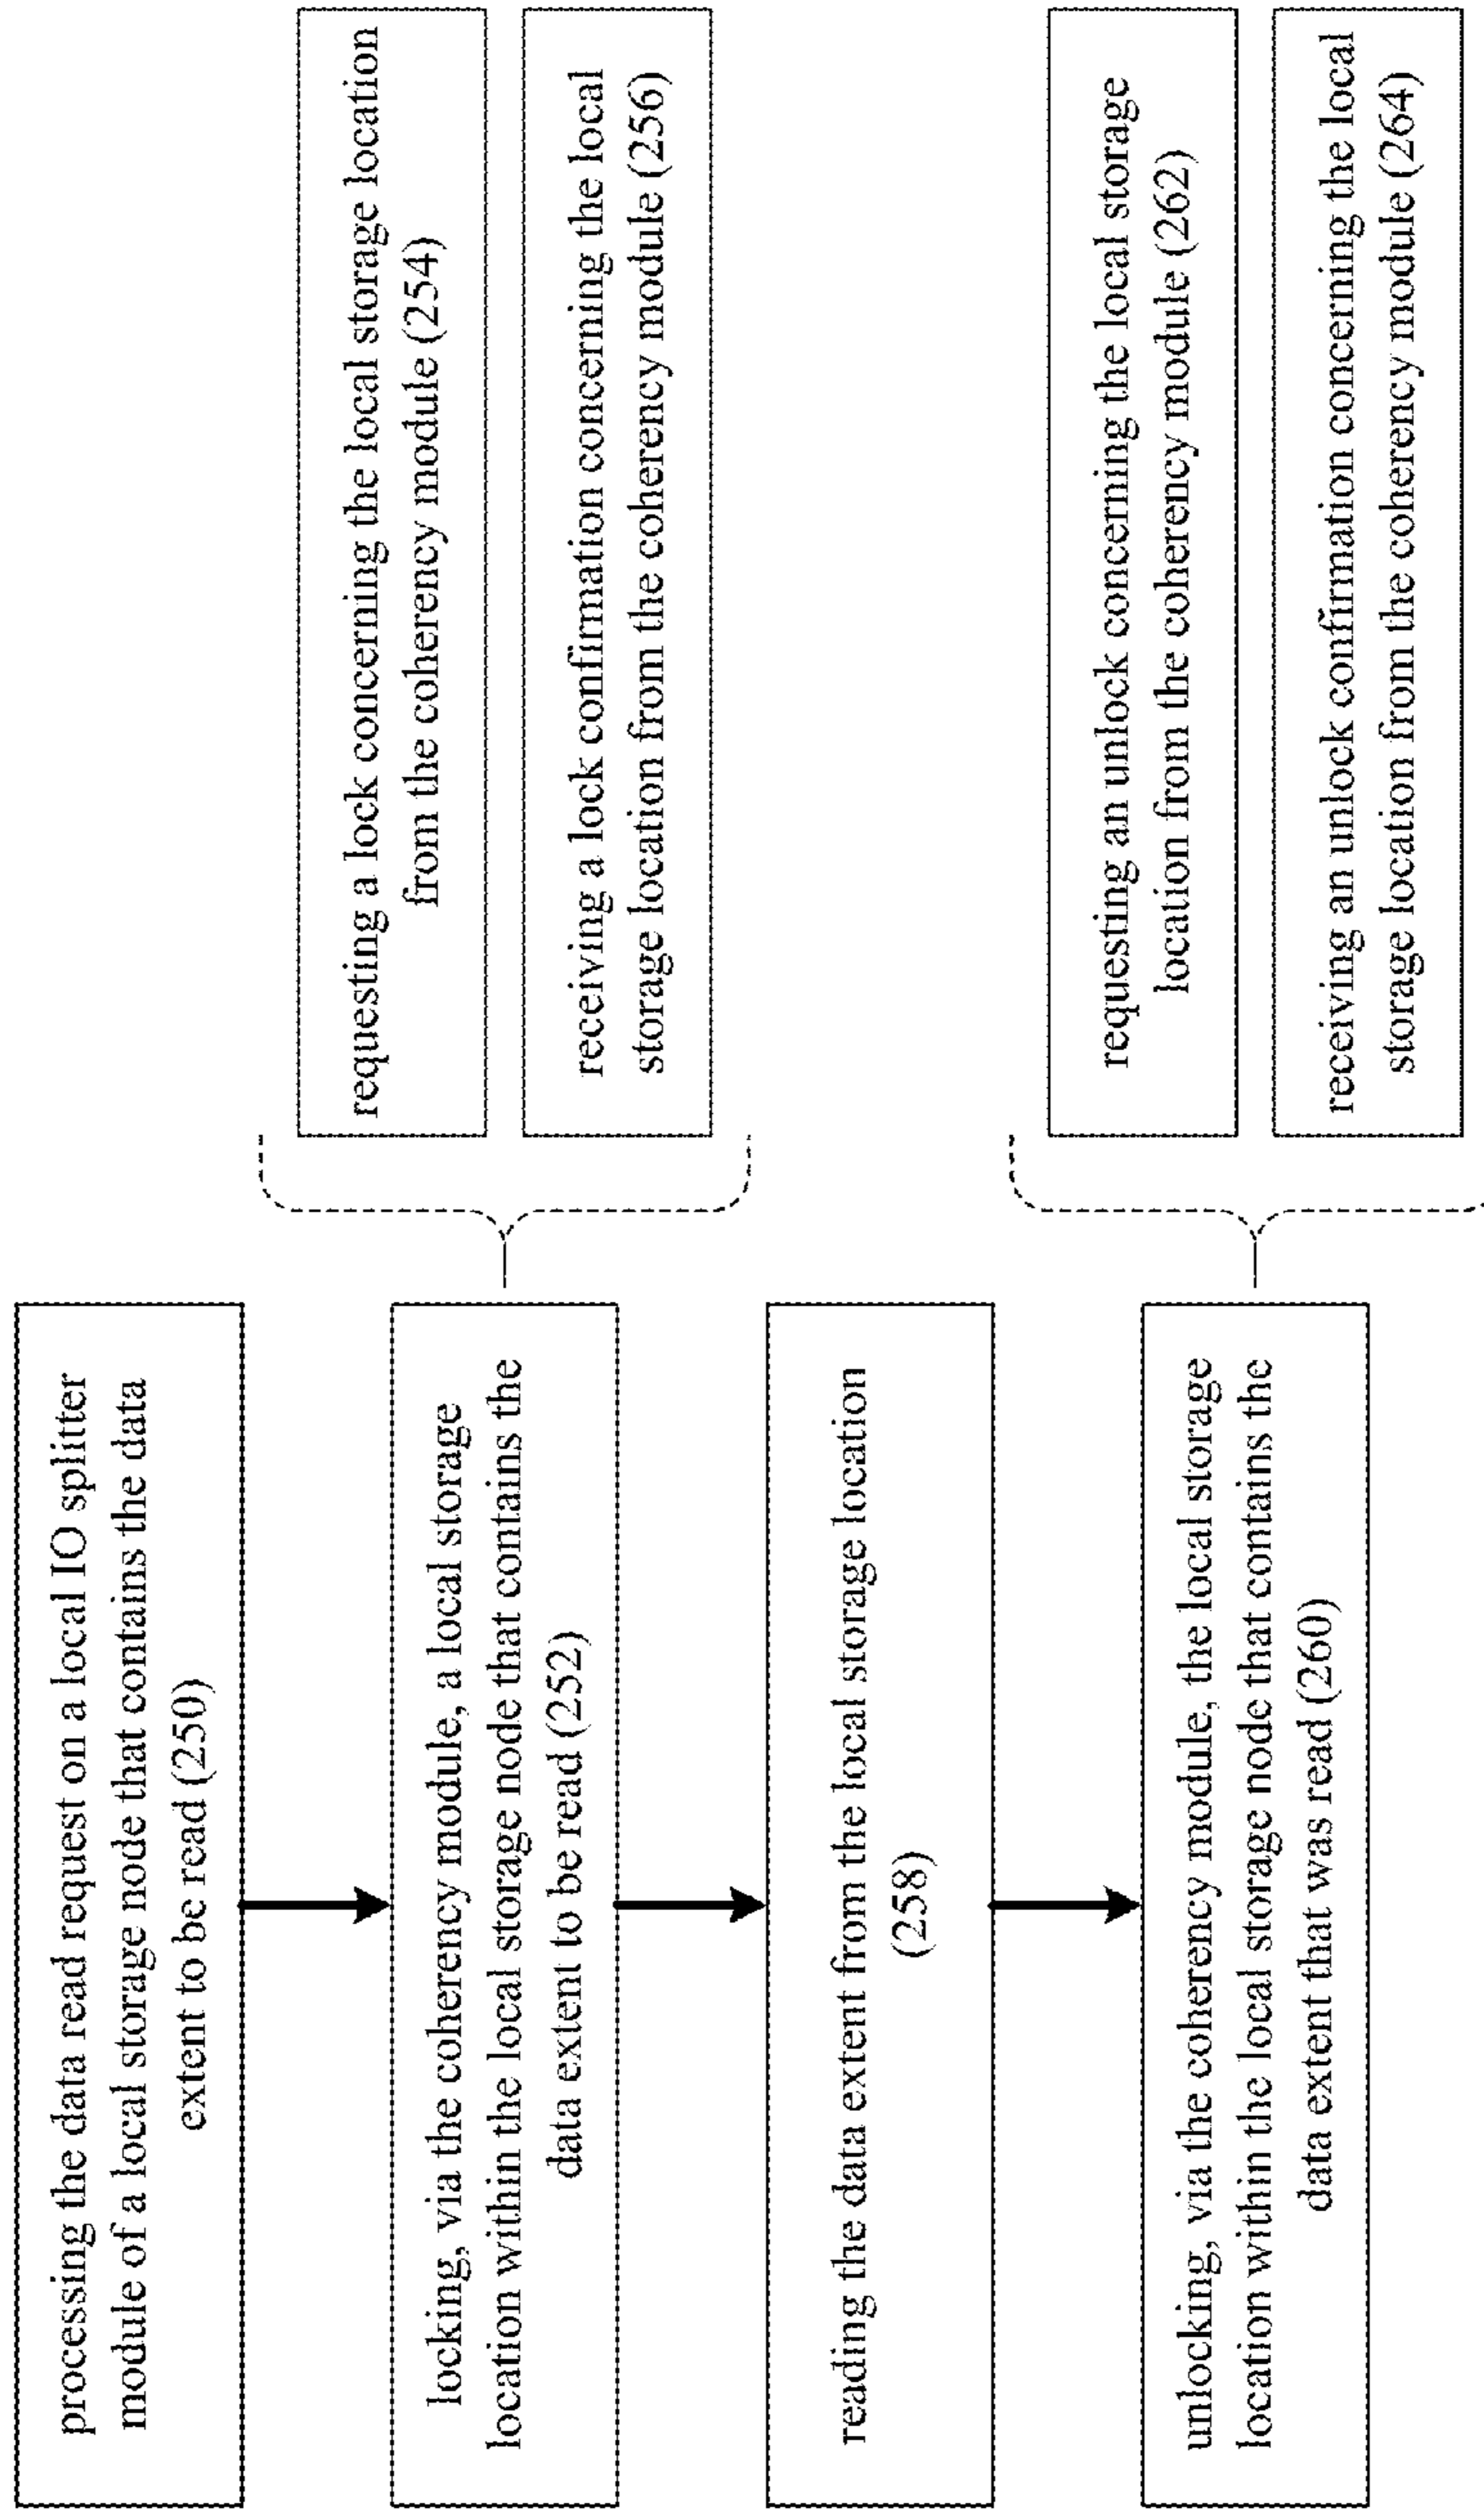 processing the data read request on a local IO splitter
module of a local storage node that contains the data
extent to be read (250)
locking, via the coherency module, a local storage
location within the local storage node that contains the
data extent to be read (252)
requesting a lock concerning the local storage location
from the coherency module (254)
receiving a lock confirmation concerning the local
storage location from the coherency module (256)
reading the data extent from the local storage location
(258)
unlocking, via the coherency module, the local storage
location within the local storage node that contains the
data extent that was read (260)
requesting an unlock concerning the local storage
location from the coherency module (262)
receiving an unlock confirmation concerning the local
storage location from the coherency module (264)